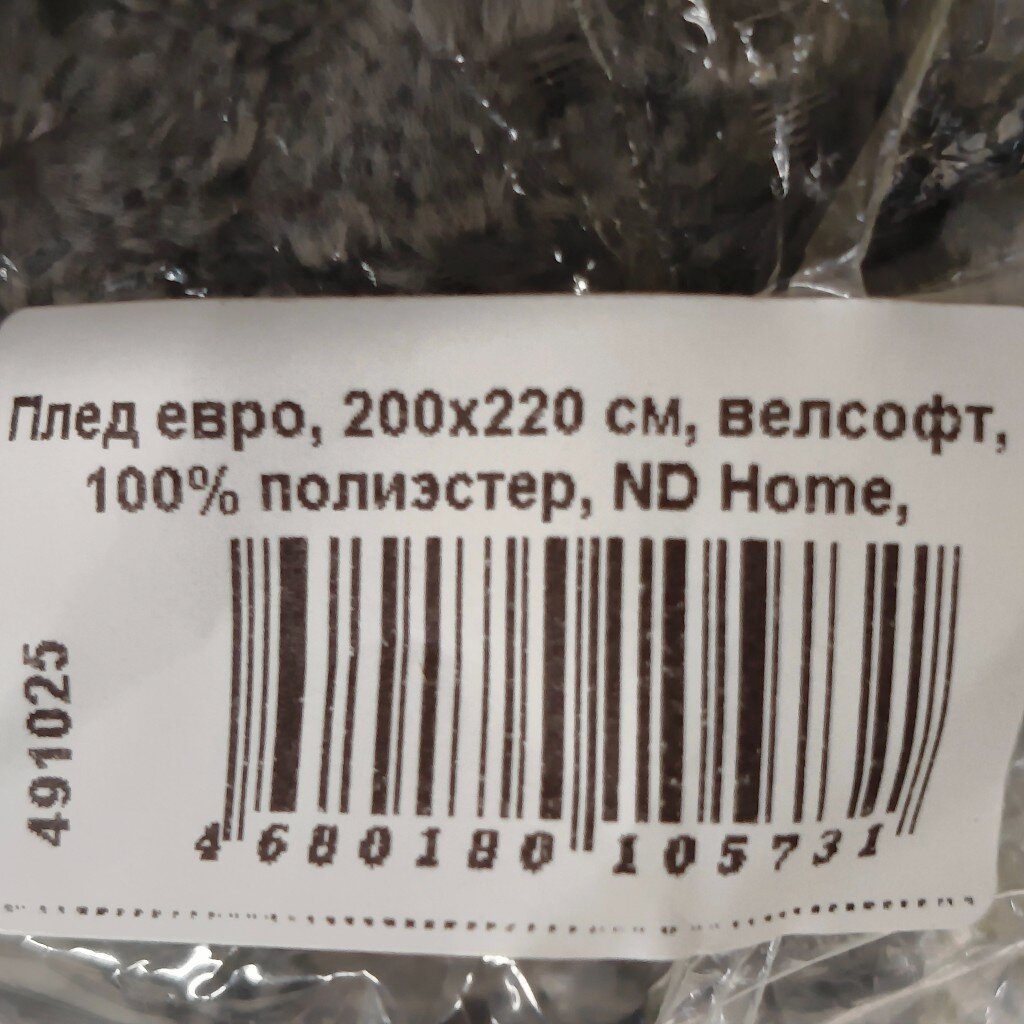 Плед евро, 200х220 см, велсофт,
100% полиэстер, ND Home,
491025
4 680180 105731